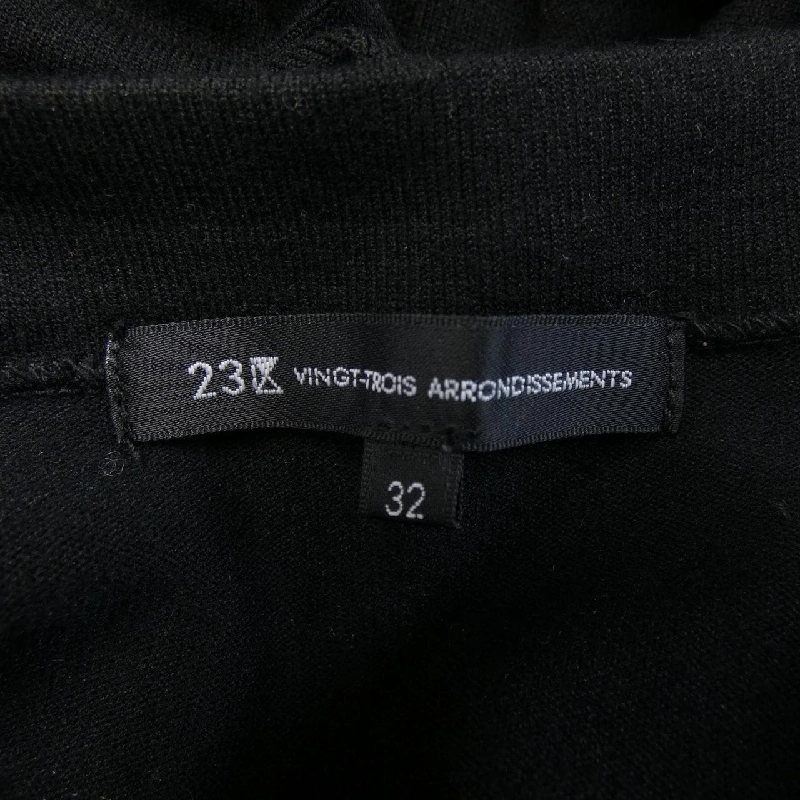 23区 VINGT-TROIS ARRONDISSEMENTS
32